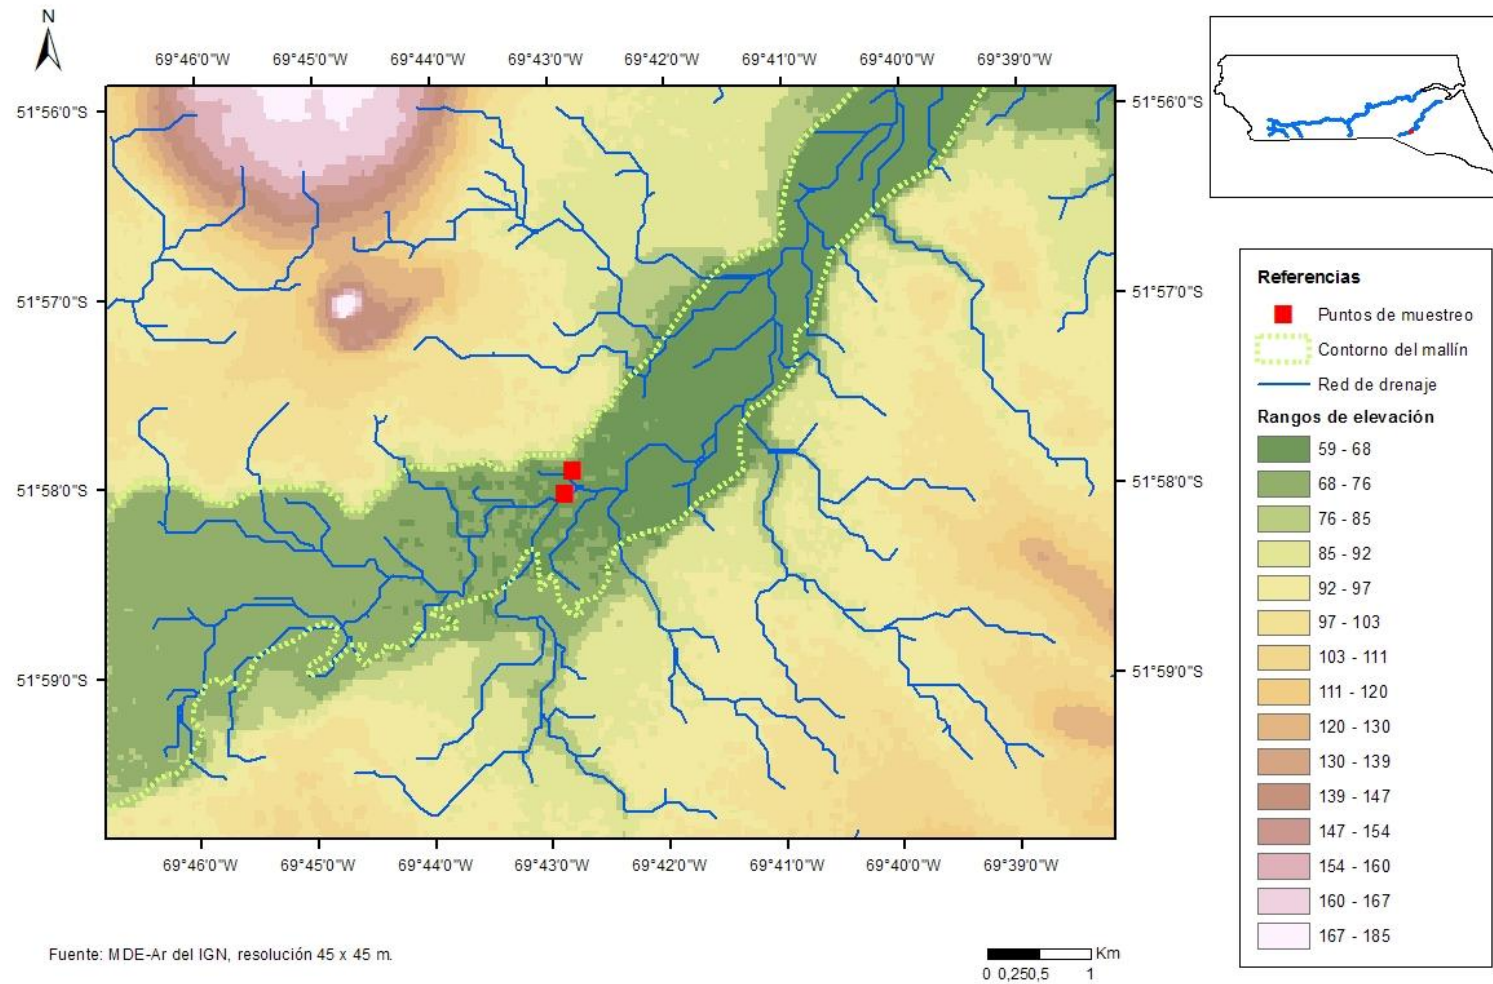 N
69°46'0"W 69°45'0"W 69°44'0"W 69°43'0"W 69°42'0"W 69°41'0"W 69°40'0"W 69°39'0"W
51°56'0"S 51°56'0"S
51°57'0"S 51°57'0"S
51°58'0"S 51°58'0"S
51°59'0"S 51°59'0"S
69°46'0"W 69°45'0"W 69°44'0"W 69°43'0"W 69°42'0"W 69°41'0"W 69°40'0"W 69°39'0"W
Referencias
Puntos de muestreo
Contorno del mallín
Red de drenaje
Rangos de elevación
59 - 68
68 - 76
76 - 85
85 - 92
92 - 97
97 - 103
103 - 111
111 - 120
120 - 130
130 - 139
139 - 147
147 - 154
154 - 160
160 - 167
167 - 185
Fuente: MDE-Ar del IGN, resolución 45 x 45 m.
Km
0 0,250,5 1